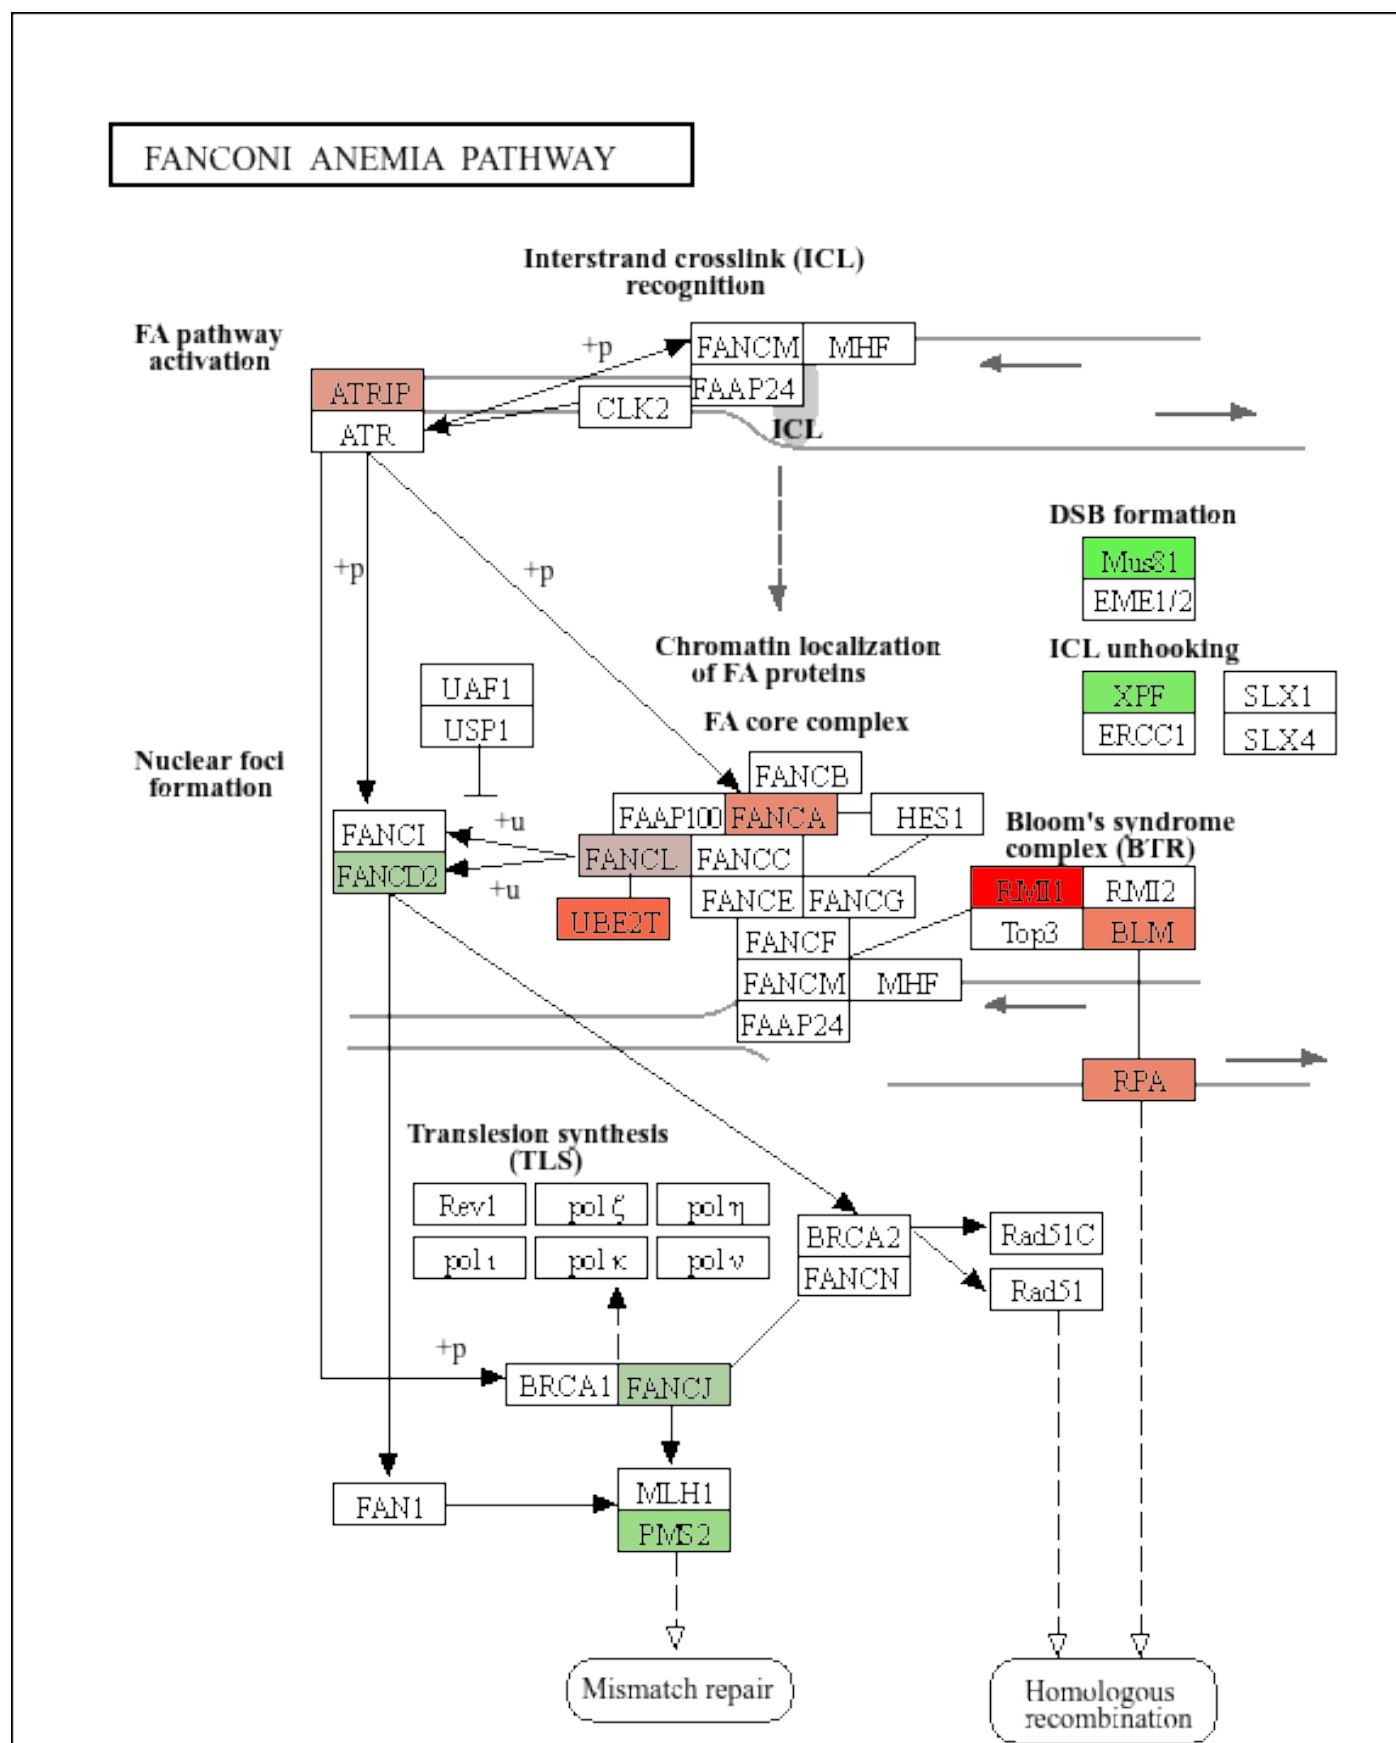 FANCONI ANEMIA PATHWAY
Interstrand crosslink (ICL)
recognition
FA pathway
activation
+p
FANCM
MHF
ATRIP
FAAP24
CLK2
ATR
ICL
DSB formation
Mus81
EME1/2
+p
+p
Chromatin localization
of FA proteins
ICL unhooking
UAF1
XPF
SLX1
USP1
FA core complex
ERCC1
SLX4
Nuclear foci
formation
FANCB
FAAP100
FANCA
HES1
Bloom's syndrome
complex (BTR)
FANCI
+u
FANCL
FANCC
FANCD2
+u
FANCE
FANCG
RMI1
RMI2
UBE2T
FANCF
Top3
BLM
FANCM
MHF
FAAP24
RPA
Translesion synthesis
(TLS)
Rev1
pol ζ
pol η
BRCA2
Rad51C
pol ι
pol κ
pol ν
FANCN
Rad51
+p
BRCA1
FANCJ
FAN1
MLH1
PMS2
Mismatch repair
Homologous
recombination